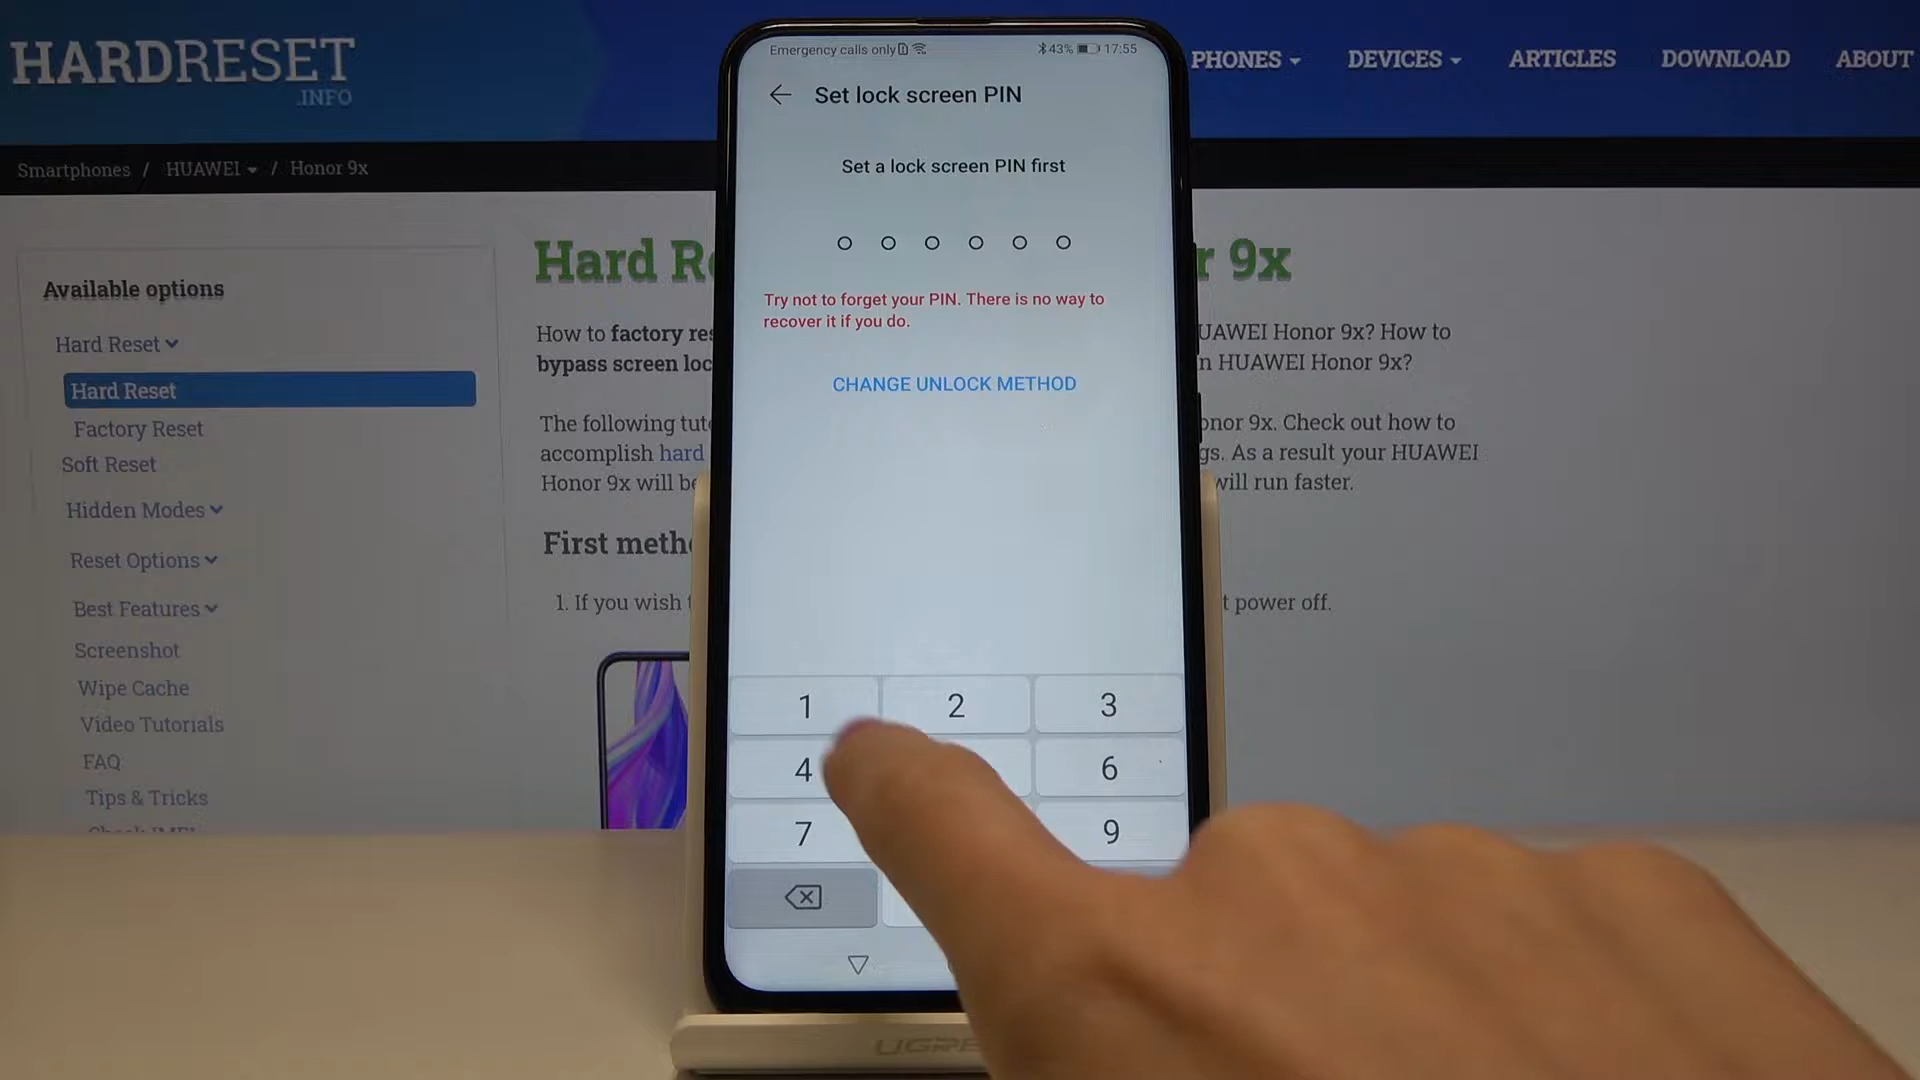 HARDRESET
.INFO
PHONES
DEVICES
ARTICLES
DOWNLOAD
ABOUT
Smartphones / HUAWEI / Honor 9x
Available options
Hard Reset
Hard Reset
Factory Reset
Soft Reset
Hidden Modes
Reset Options
Best Features
Screenshot
Wipe Cache
Video Tutorials
FAQ
Tips & Tricks
Hard R
r 9x
How to factory res
UAWEI Honor 9x? How to
bypass screen loc
n HUAWEI Honor 9x?
The following tut
onor 9x. Check out how to
accomplish hard
gs. As a result your HUAWEI
Honor 9x will be
will run faster.
First meth
1. If you wish
t power off.
Emergency calls only
43% 17:55
Set lock screen PIN
Set a lock screen PIN first
Try not to forget your PIN. There is no way to
recover it if you do.
CHANGE UNLOCK METHOD
1 2 3
4 6
7 9